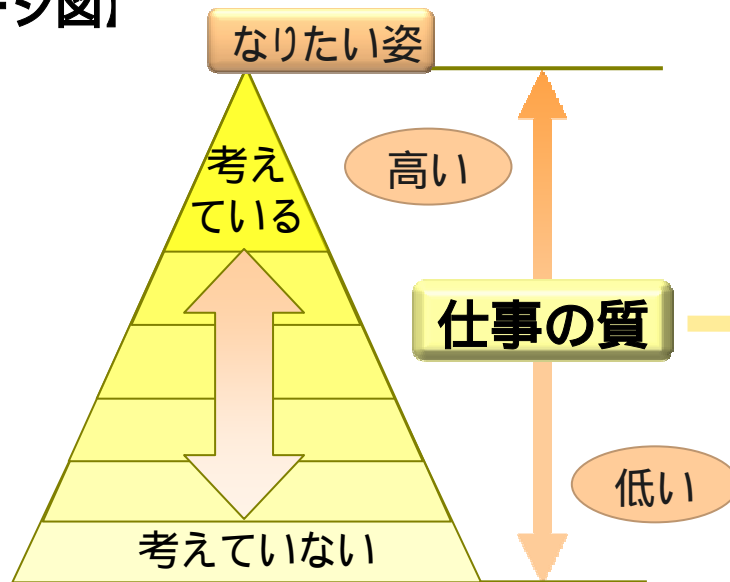 ージ図】
なりたい姿
考え
ている
高い
仕事の質
低い
考えていない